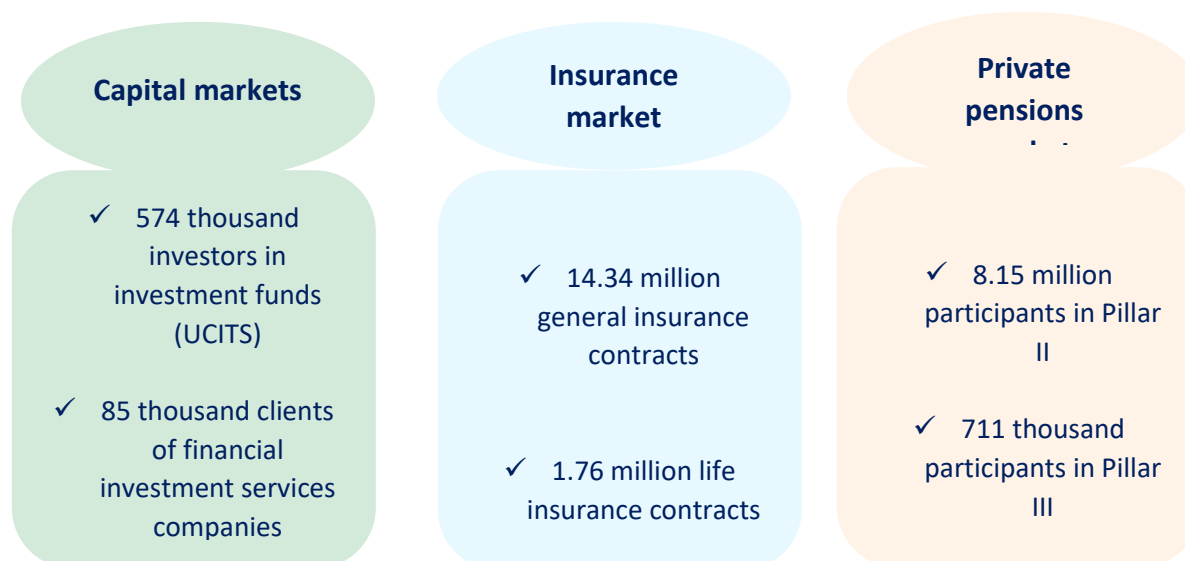 Capital markets
✓ 574 thousand
investors in
investment funds
(UCITS)
✓ 85 thousand clients
of financial
investment services
companies
Insurance
market
✓ 14.34 million
general insurance
contracts
✓ 1.76 million life
insurance contracts
Private
pensions
✓ 8.15 million
participants in Pillar
II
✓ 711 thousand
participants in Pillar
III